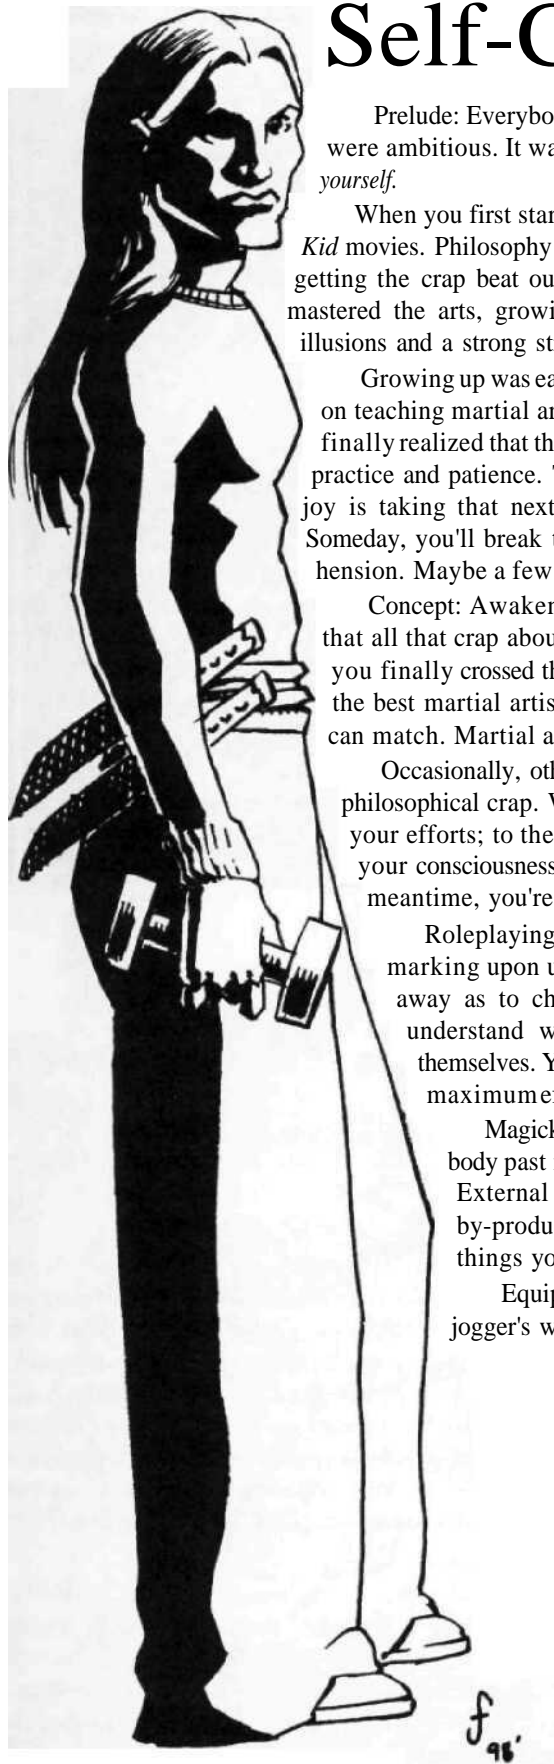 Self-C
Prelude: Everybo
were ambitious. It wa
yourself.
When you first star
Kid movies. Philosophy
getting the crap beat ou
mastered the arts, growi
illusions and a strong st
Growing up was ea
on teaching martial ar
finally realized that th
practice and patience. T
joy is taking that next
Someday, you'll break t
hension. Maybe a few
Concept: Awaken
that all that crap abou
you finally crossed th
the best martial artis
can match. Martial a
Occasionally, oth
philosophical crap. W
your efforts; to the
your consciousness
meantime, you're
Roleplaying
marking upon u
away as to ch
understand w
themselves. Y
maximum ef
Magick
body past
External
by-produ
things yo
Equip
jogger's w
f
98'